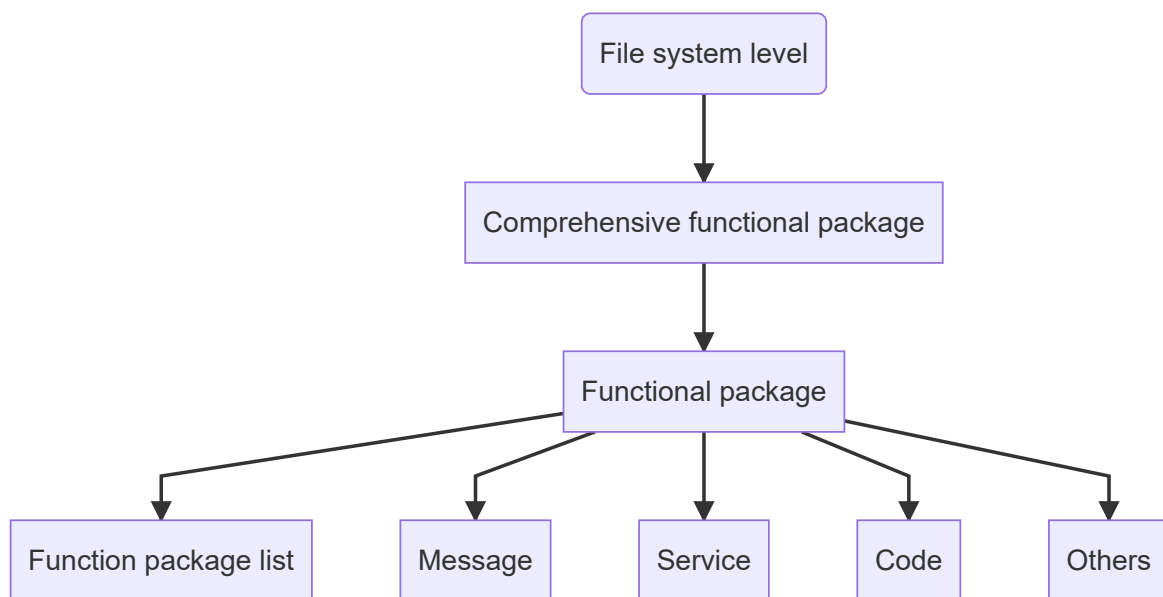 File system level
Comprehensive functional package
Functional package
Function package list
Message
Service
Code
Others